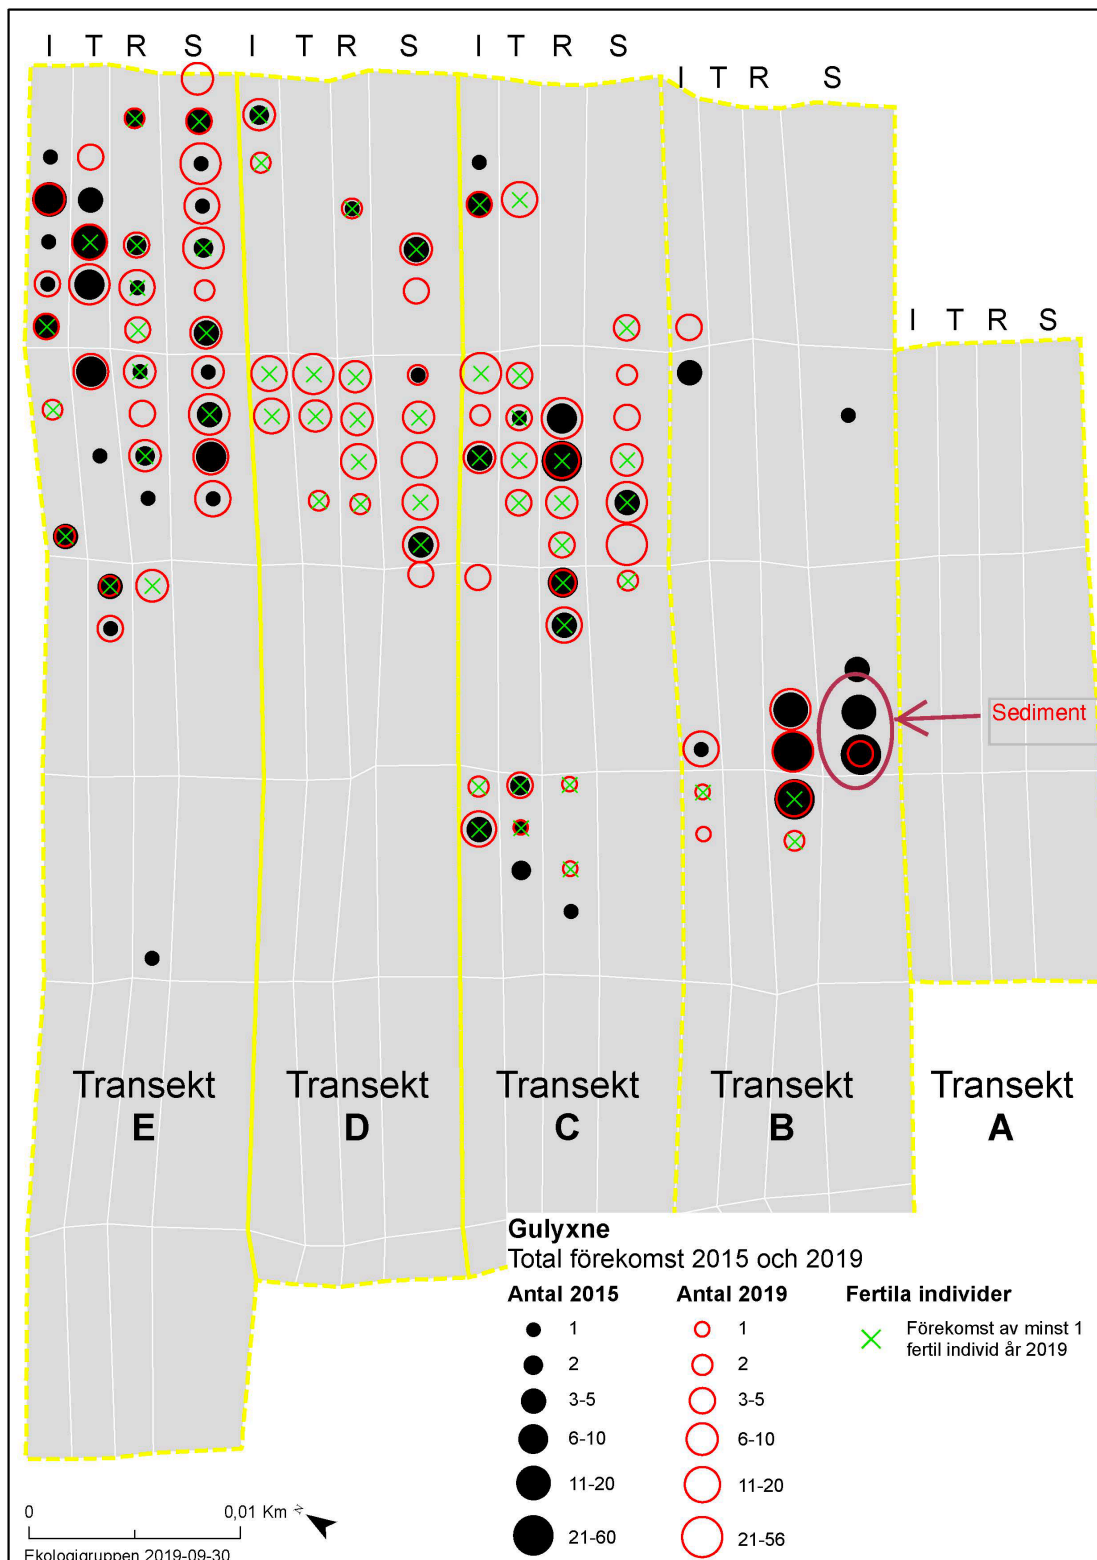 I T R S I T R S I T R S
I T R S
I T R S
Sediment
Transekt Transekt Transekt Transekt Transekt
E D C B A
Gulyxne
Total förekomst 2015 och 2019
Antal 2015 Antal 2019 Fertila individer
1 1 Förekomst av minst 1
fertil individ år 2019
2 2
3-5 3-5
6-10 6-10
11-20 11-20
21-60 21-56
0 0,01 Km N
Ekologigruppen 2019-09-30